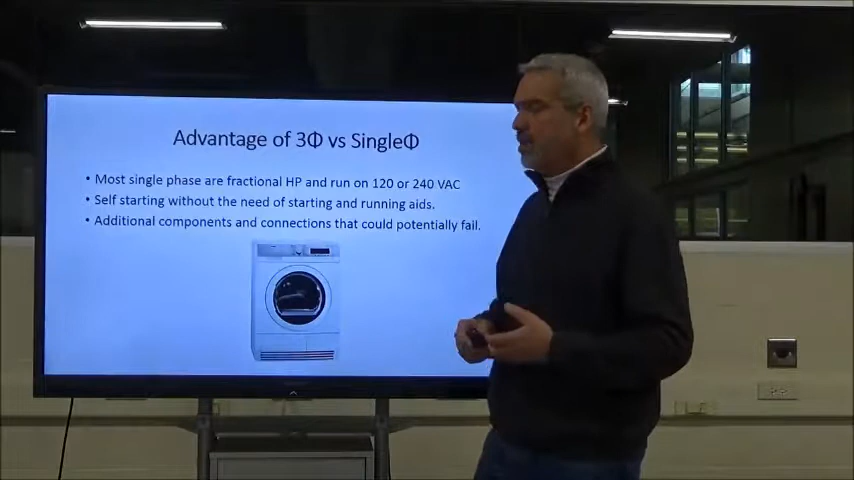 Advantage of 3Φ vs SingleΦ
• Most single phase are fractional HP and run on 120 or 240 VAC
• Self starting without the need of starting and running aids.
• Additional components and connections that could potentially fail.